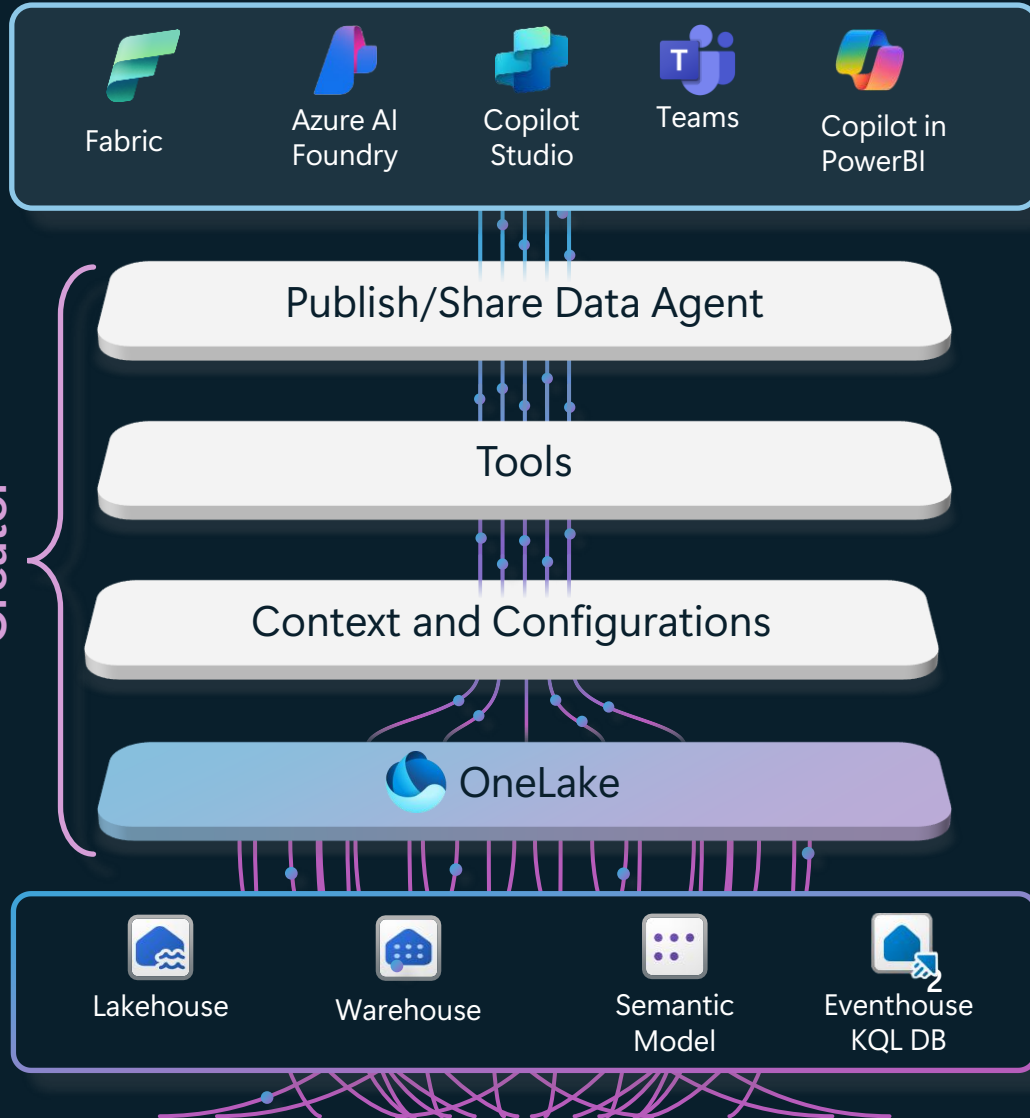 Fabric
Azure AI
Foundry
Copilot
Studio
T
Teams
Copilot in
PowerBI
Publish/Share Data Agent
Tools
Context and Configurations
OneLake
Lakehouse
Warehouse
Semantic
Model
2
Eventhouse
KQL DB